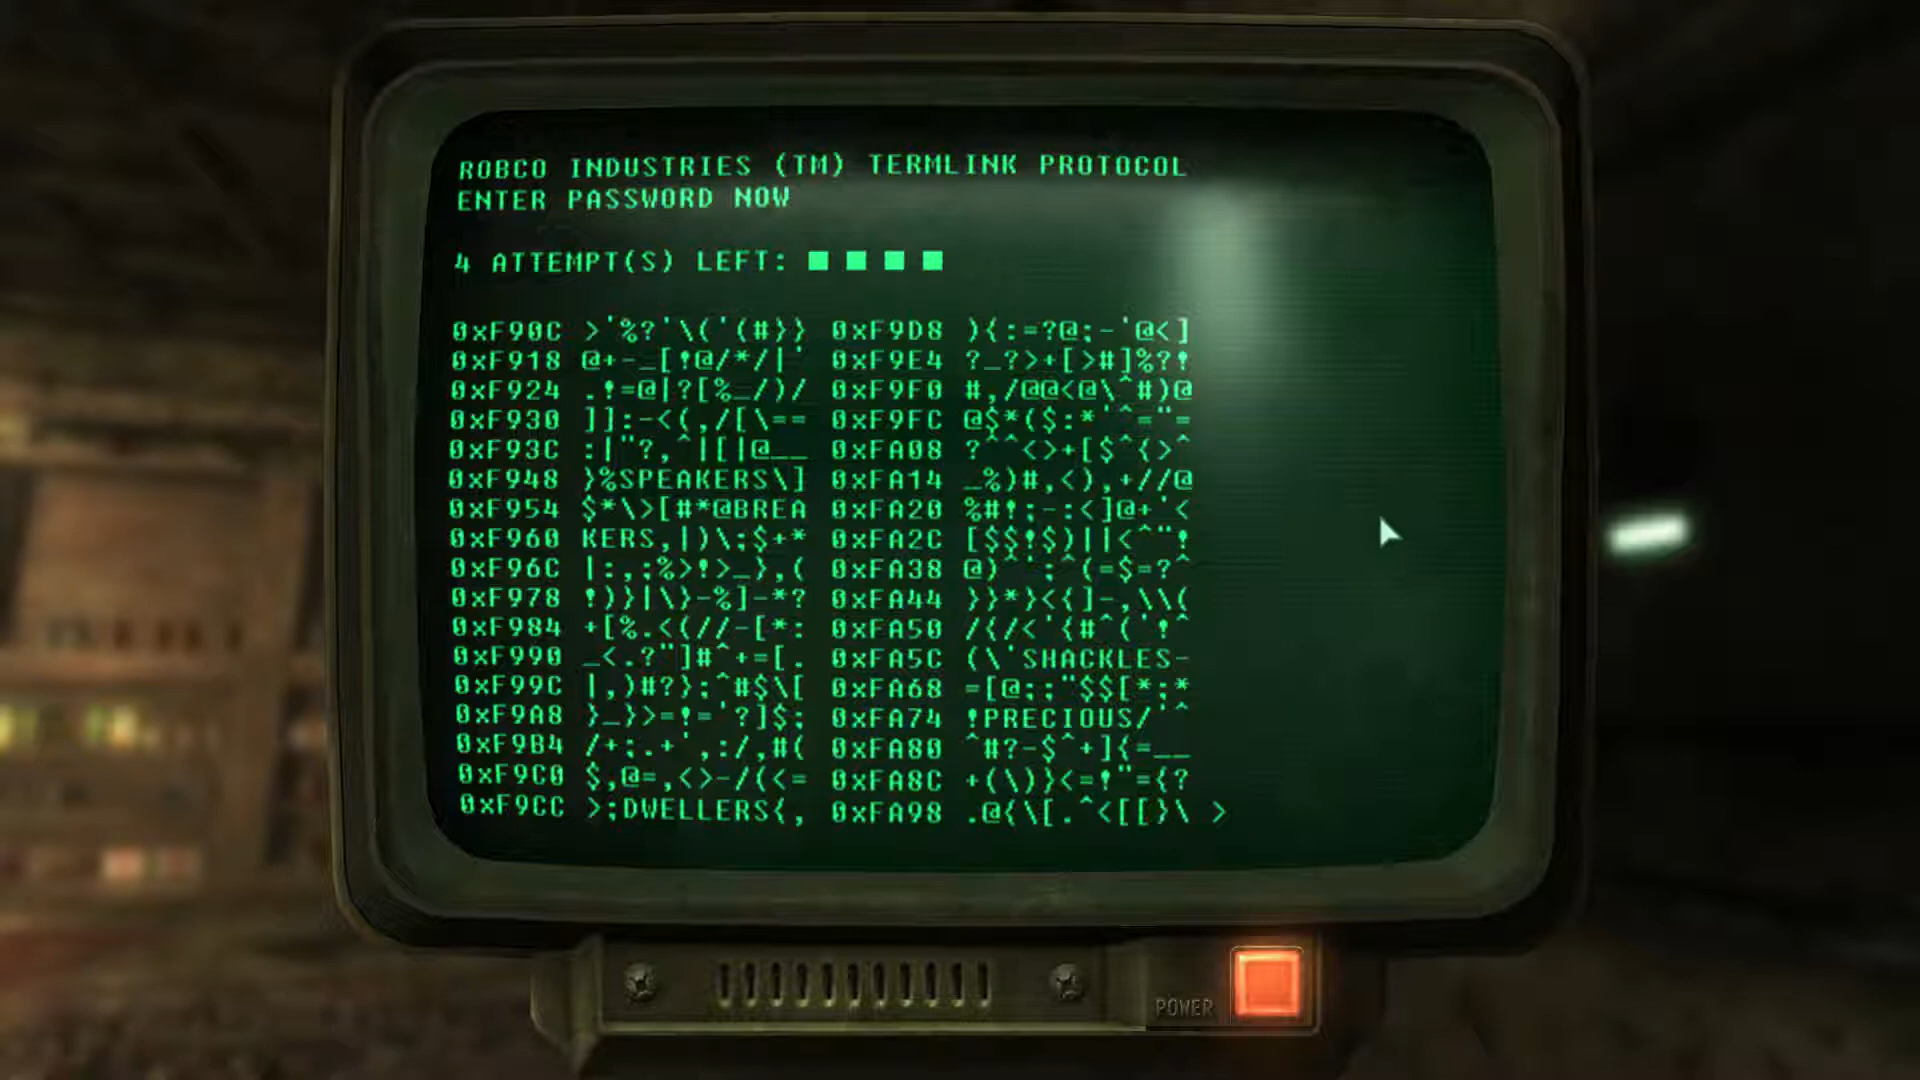 ROBCO INDUSTRIES (TM) TERMLINK PROTOCOL
ENTER PASSWORD NOW
4 ATTEMPT(S) LEFT: ■ ■ ■ ■
0xF90C >'%?'\('(#}} 0xF9D8 ){:=?@;-'@<]
0xF918 @+-_[!@/*/|' 0xF9E4 ?_?>+[>#]%?!
0xF924 .!=@|?[%_/)/ 0xF9F0 #,/@@<@\^#)@
0xF930 ]]:-<(,/[\== 0xF9FC @$*($:*'^="=
0xF93C :|"?,^|[|@__ 0xFA08 ?^^<>+[$^{>^
0xF948 }%SPEAKERS\] 0xFA14 _%)#,<),+//@
0xF954 $*\>[#*@BREA 0xFA20 %#!;-:<]@+'<
0xF960 KERS,|)\;$+* 0xFA2C [$$!$)||<^"!
0xF96C |:,;%>!>_},( 0xFA38 @)^':^(=$=?^
0xF978 !)}|\}-%]-*? 0xFA44 }}*}<{]-,\\(
0xF984 +[%.<(//-[*: 0xFA50 /{/<'{#^('!^
0xF990 _<.?"]#^+=[. 0xFA5C (\'SHACKLES-
0xF99C |,)#?};^#$\[ 0xFA68 =[@;;"$$[*;*
0xF9A8 }_}>=!='?]$; 0xFA74 !PRECIOUS/'^
0xF9B4 /+;.+',:/,#( 0xFA80 ^#?-$^+]{=__
0xF9C0 $,@=,<>-/(<= 0xFA8C +(\)}<=!"={?
0xF9CC >;DWELLERS{, 0xFA98 .@{\[.^<[[}\ >
POWER